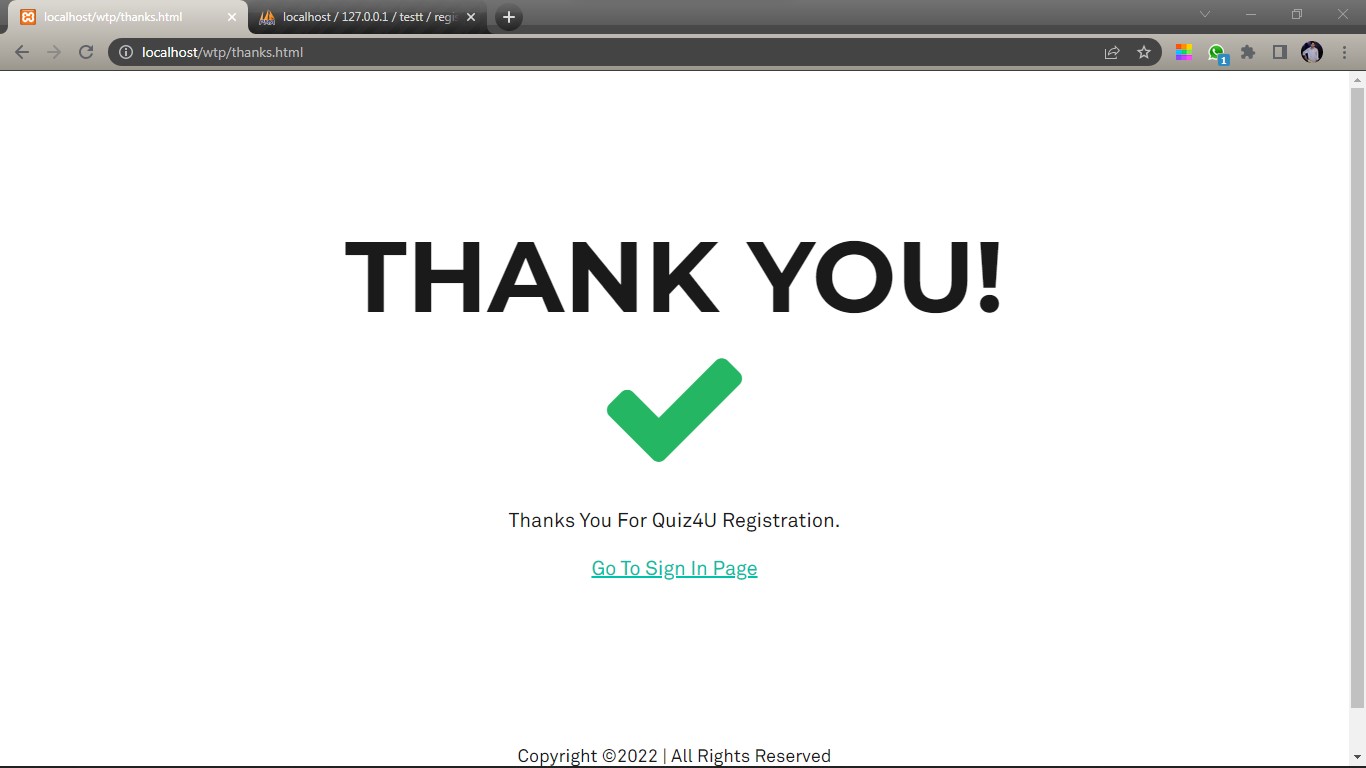 localhost/wtp/thanks.html
localhost / 127.0.0.1 / testt / regis
localhost/wtp/thanks.html
1
THANK YOU!
Thanks You For Quiz4U Registration.
Go To Sign In Page
Copyright ©2022 | All Rights Reserved